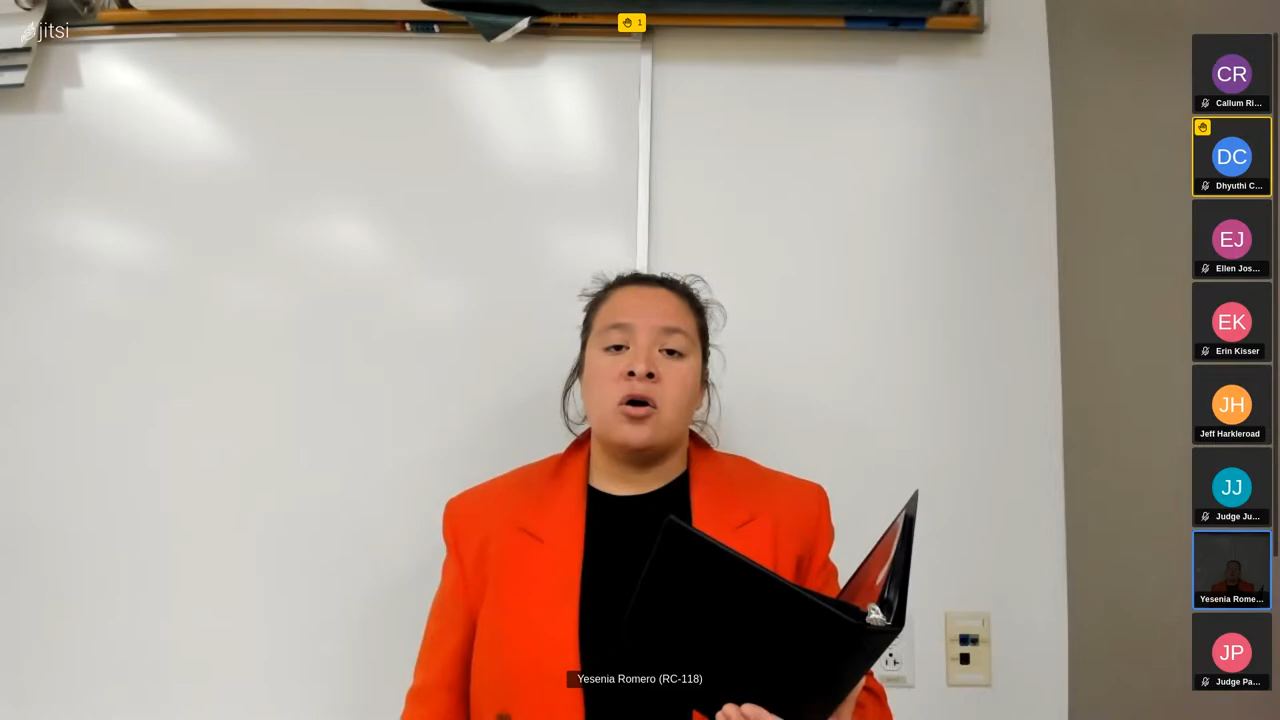 jitsi
1
CR
Callum Ri...
DC
Dhyuthi C...
EJ
Ellen Jos...
EK
Erin Kisser
JH
Jeff Harkleroad
JJ
Judge Ju...
Yesenia Rome...
JP
Judge Pa...
Yesenia Romero (RC-118)